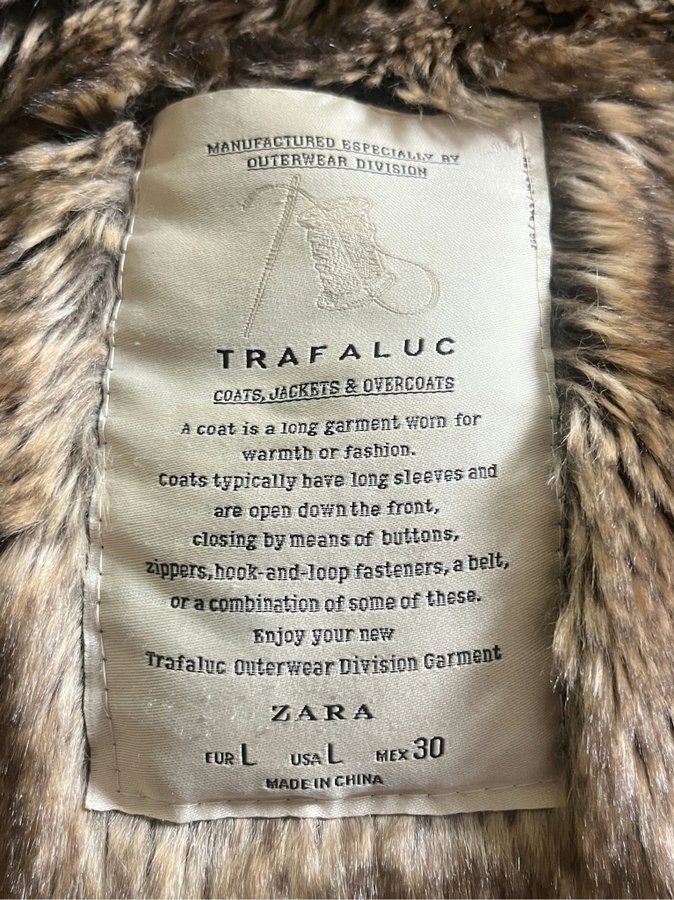 MANUFACTURED ESPECIALLY BY
OUTERWEAR DIVISION
TRAFALUC
COATS, JACKETS & OVERCOATS
A coat is a long garment worn for
warmth or fashion.
Coats typically have long sleeves and
are open down the front,
closing by means of buttons,
zippers, hook-and-loop fasteners, a belt,
or a combination of some of these.
Enjoy your new
Trafaluc Outerwear Division Garment
ZARA
EUR L USA L MEX 30
MADE IN CHINA